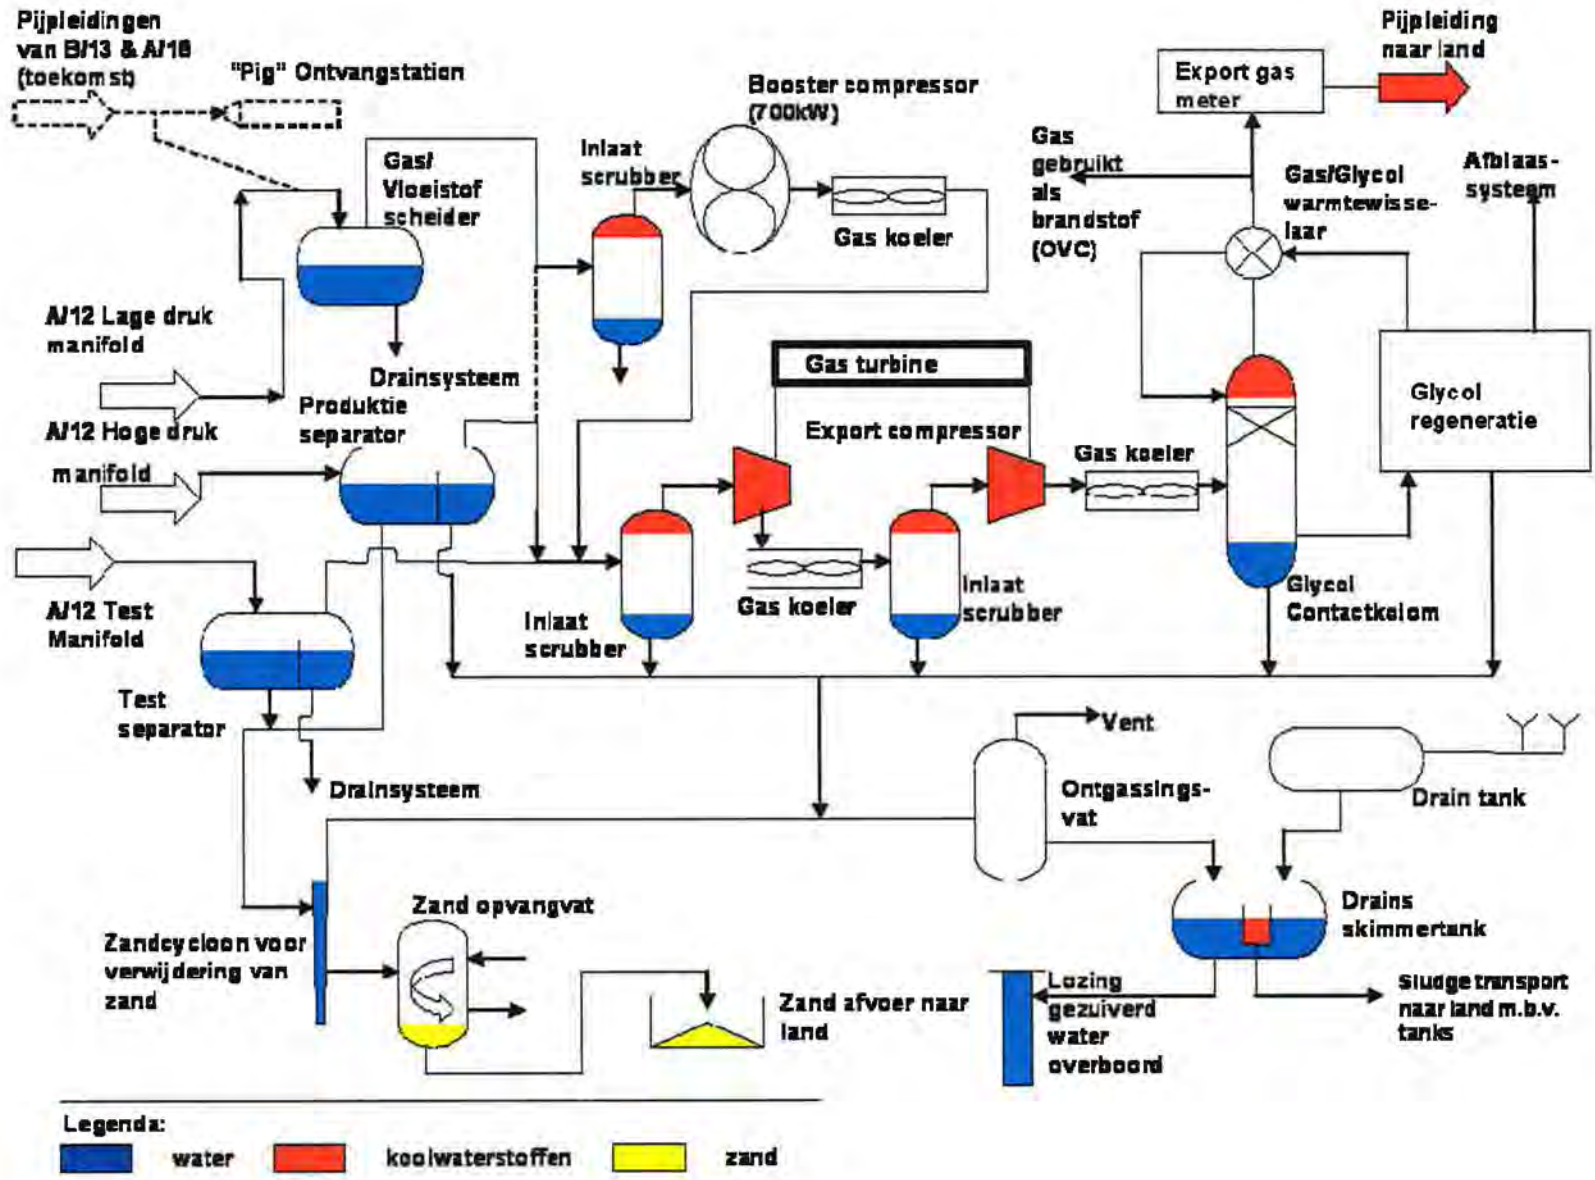 Pijpleidingen
van B/13 & A/18
(toekomst)
"Pig" Ontvangstation
Gas/
Vloeistof
scheider
Inlaat
scrubber
Booster compressor
(700kW)
Gas koeler
Export gas
meter
Pijpleiding
naar land
Gas
gebruikt
als
brandstof
(OVC)
Gas/Glycol
warmtewisse-
laar
Afblaas-
systeem
A/12 Lage druk
manifold
Drainsysteem
Gas turbine
Glycol
regeneratie
A/12 Hoge druk
manifold
Produktie
separator
Export compressor
Gas koeler
A/12 Test
Manifold
Inlaat
scrubber
Gas koeler
Inlaat
scrubber
Glycol
Contactkolom
Test
separator
Drainsysteem
Vent
Ontgassings-
vat
Drain tank
Zandcycloon voor
verwijdering van
zand
Zand opvangvat
Zand afvoer naar
land
Drains
skimmertank
Lozing
gezuiverd
water
overboord
Sludge transport
naar land m.b.v.
tanks
Legenda:
water
koolwaterstoffen
zand